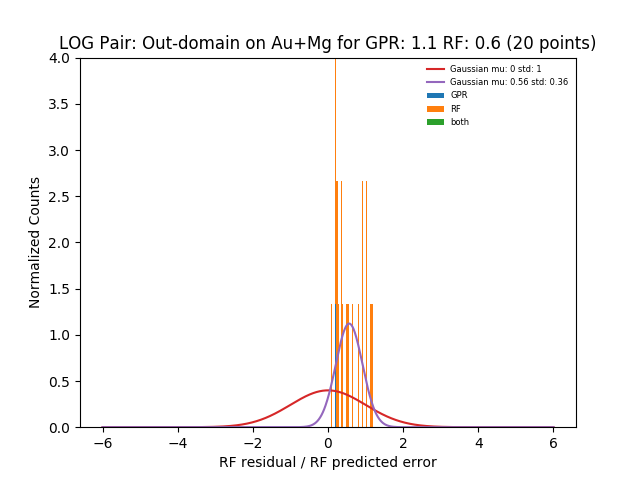 LOG Pair: Out-domain on Au+Mg for GPR: 1.1 RF: 0.6 (20 points)
Gaussian mu: 0 std: 1
Gaussian mu: 0.56 std: 0.36
GPR
RF
both
Normalized Counts
4.0
3.5
3.0
2.5
2.0
1.5
1.0
0.5
0.0
−6 −4 −2 0 2 4 6
RF residual / RF predicted error